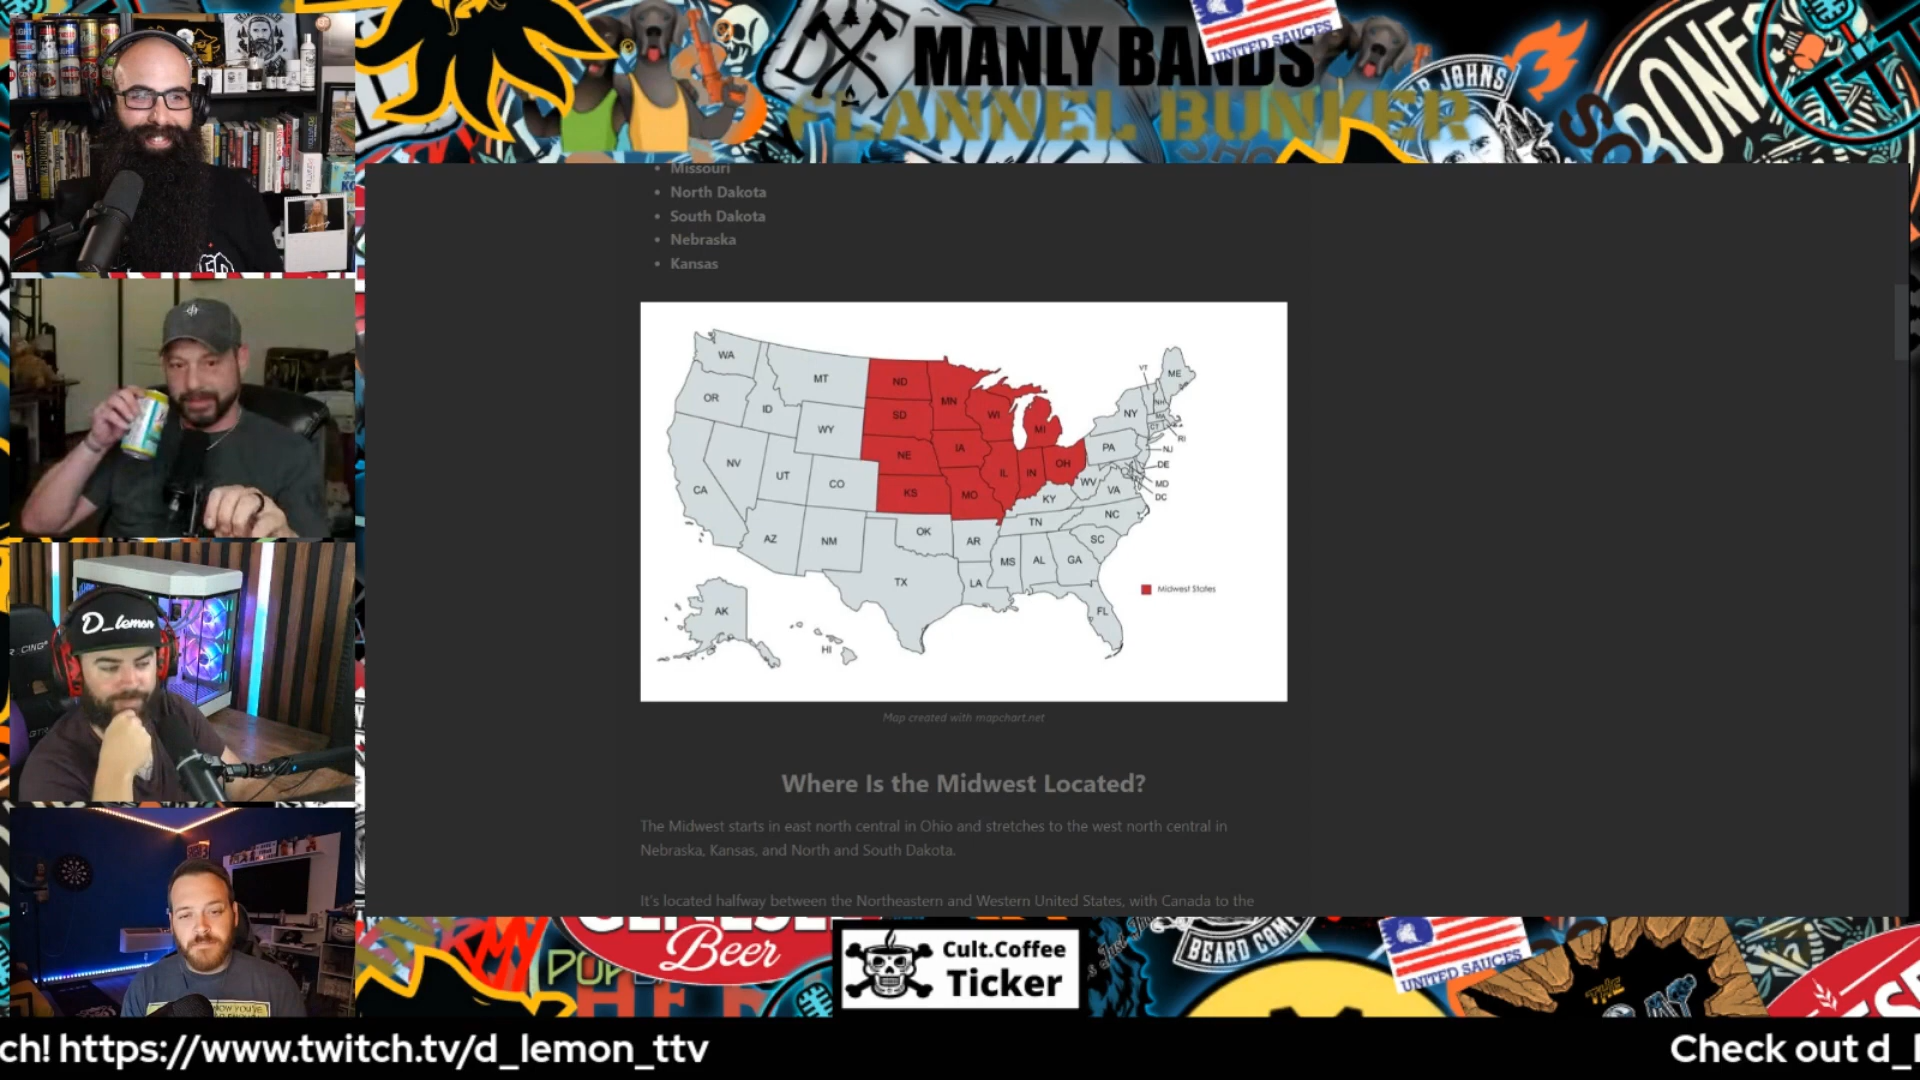 MANLY BANDS
FLANNEL BUNKER
UNITED SAUCES
BONES
Missouri
North Dakota
South Dakota
Nebraska
Kansas
WA
MT
ND
MN
VT
ME
OR
ID
SD
WI
MI
NY
NH
MA
WY
CT
RI
NE
IA
PA
NJ
NV
UT
CO
IL
IN
OH
DE
WV
MD
CA
KS
MO
KY
VA
DC
AZ
NM
OK
AR
TN
NC
SC
MS
AL
GA
TX
LA
FL
AK
HI
Midwest States
Map created with mapchart.net
Where Is the Midwest Located?
The Midwest starts in east north central in Ohio and stretches to the west north central in
Nebraska, Kansas, and North and South Dakota.
It's located halfway between the Northeastern and Western United States, with Canada to the
D_lemon
Beer
Cult.Coffee
Ticker
BEARD COM
UNITED SAUCES
THE
ch! https://www.twitch.tv/d_lemon_ttv
Check out d_l